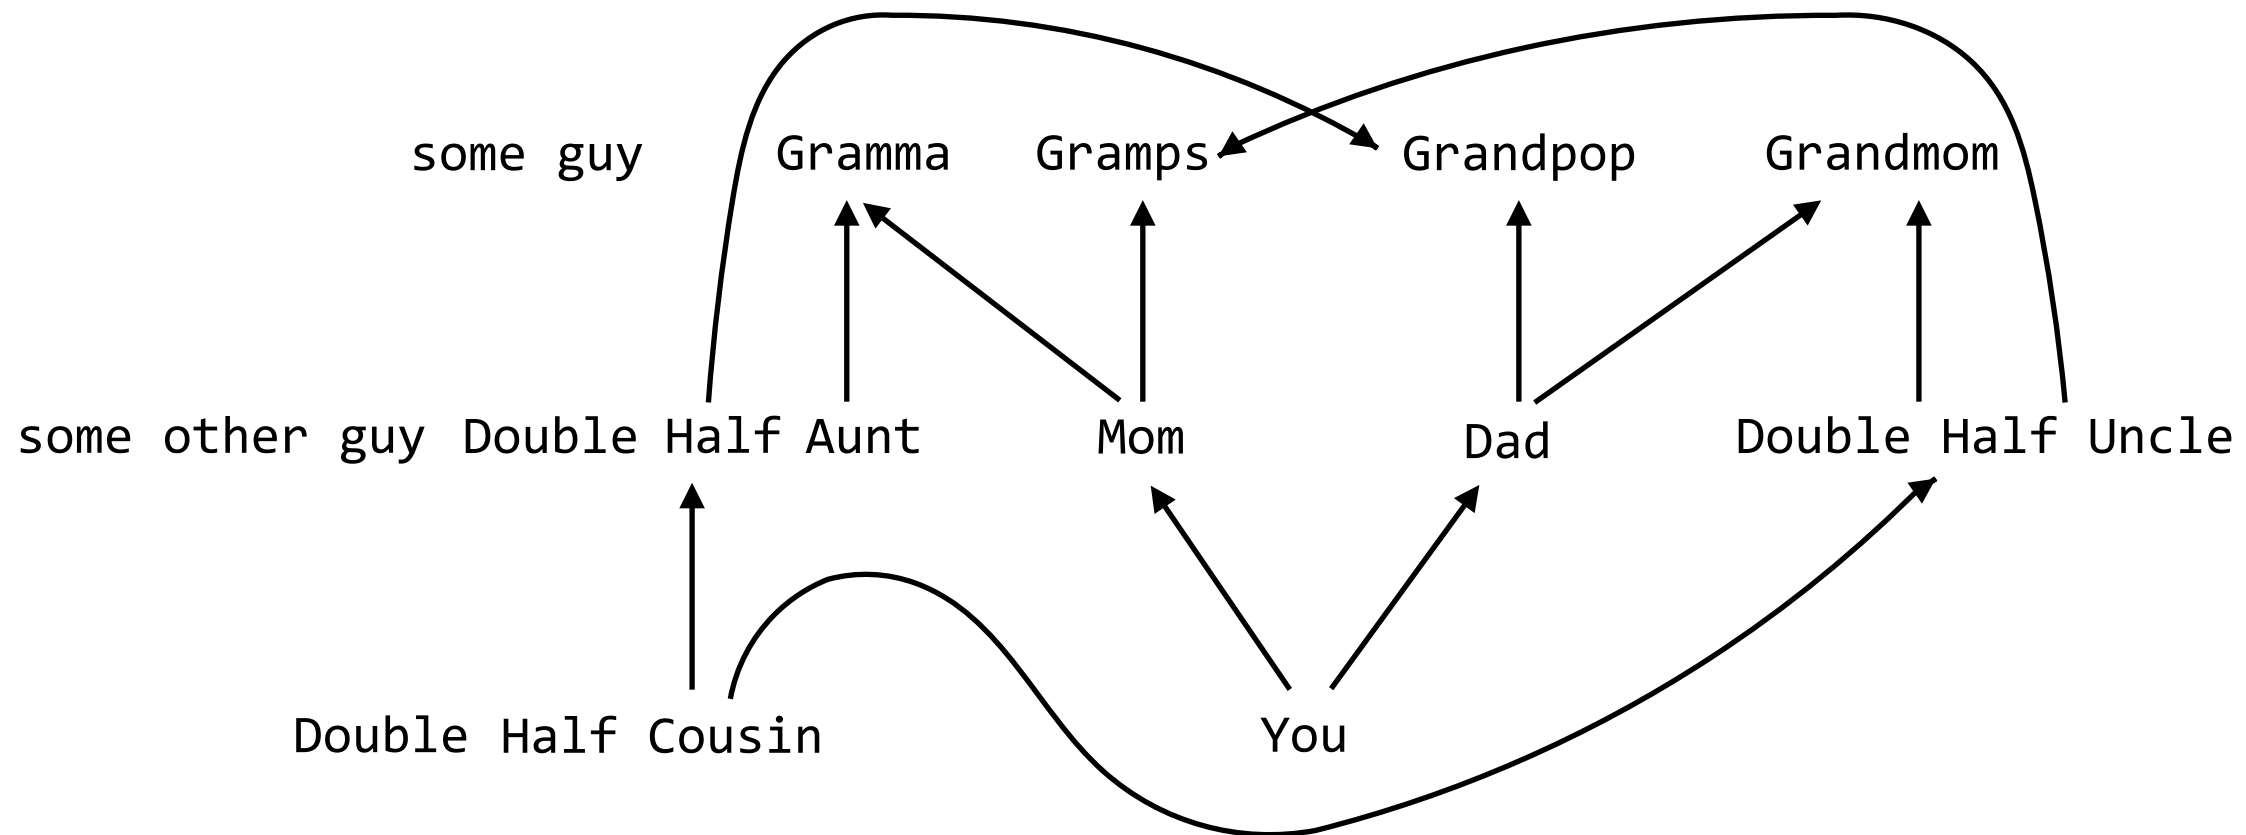 some guy Gramma Gramps Grandpop Grandmom
some other guy Double Half Aunt Mom Dad Double Half Uncle
Double Half Cousin You